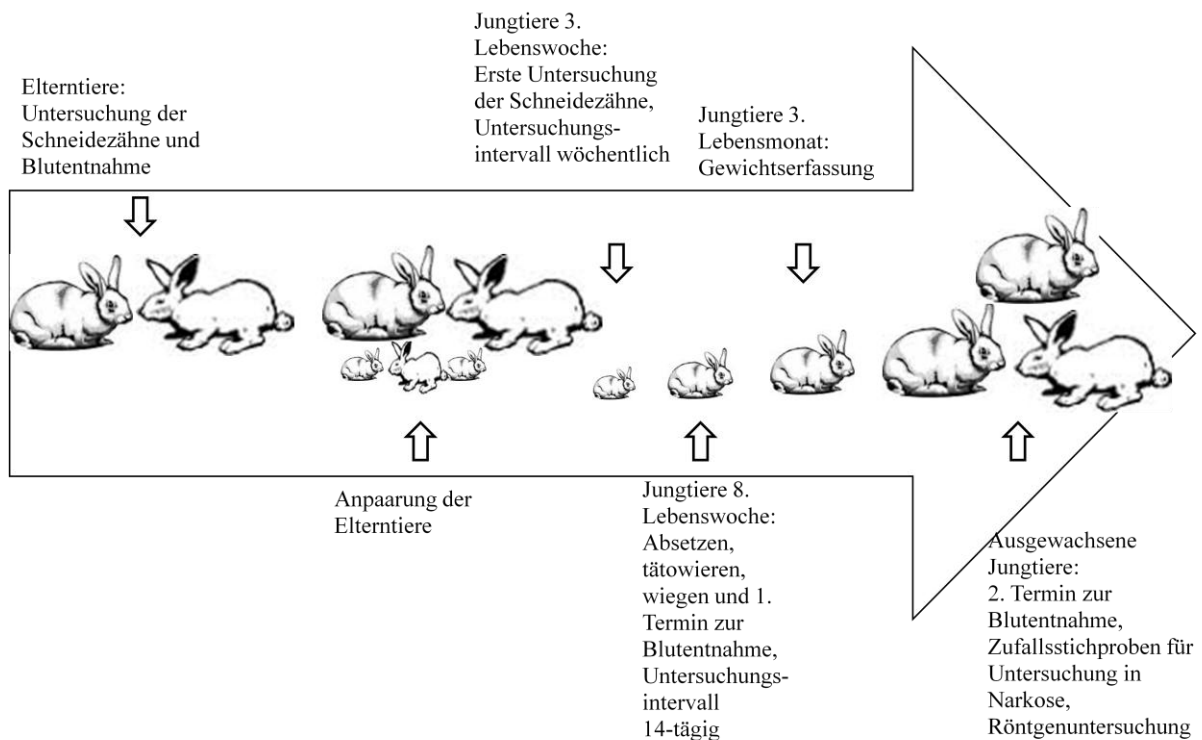 Elterntiere:
Untersuchung der
Schneidezähne und
Blutentnahme
Jungtiere 3.
Lebenswoche:
Erste Untersuchung
der Schneidezähne,
Untersuchungs-
intervall wöchentlich
Jungtiere 3.
Lebensmonat:
Gewichtserfassung
Anpaarung der
Elterntiere
Jungtiere 8.
Lebenswoche:
Absetzen,
tätowieren,
wiegen und 1.
Termin zur
Blutentnahme,
Untersuchungs-
intervall
14-tägig
Ausgewachsene
Jungtiere:
2. Termin zur
Blutentnahme,
Zufallsstichproben für
Untersuchung in
Narkose,
Röntgenuntersuchung